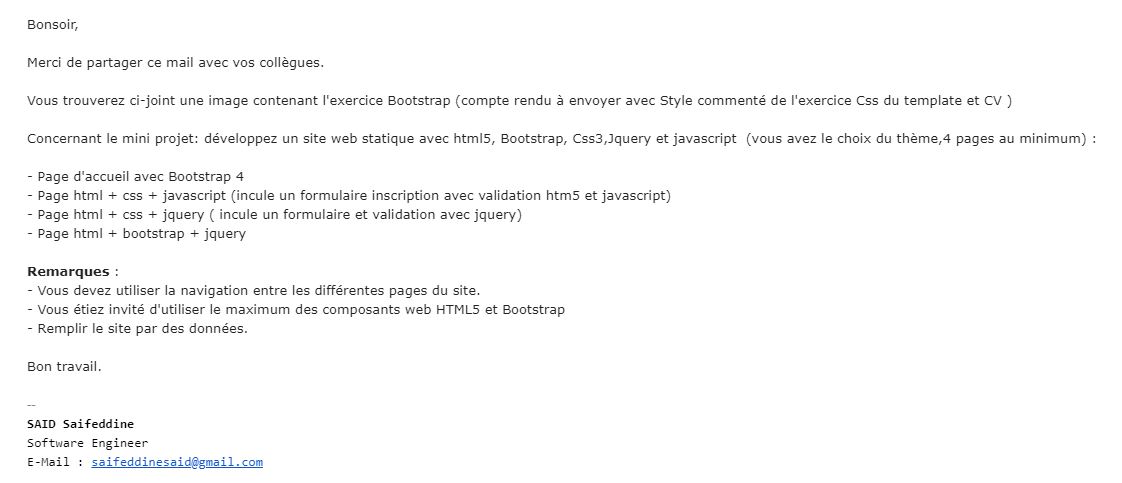 Bonsoir,
Merci de partager ce mail avec vos collègues.
Vous trouverez ci-joint une image contenant l'exercice Bootstrap (compte rendu à envoyer avec Style commenté de l'exercice Css du template et CV )
Concernant le mini projet: développez un site web statique avec html5, Bootstrap, Css3,Jquery et javascript  (vous avez le choix du thème,4 pages au minimum) :
- Page d'accueil avec Bootstrap 4
- Page html + css + javascript (incule un formulaire inscription avec validation htm5 et javascript)
- Page html + css + jquery ( incule un formulaire et validation avec jquery)
- Page html + bootstrap + jquery
Remarques :
- Vous devez utiliser la navigation entre les différentes pages du site.
- Vous étiez invité d'utiliser le maximum des composants web HTML5 et Bootstrap
- Remplir le site par des données.
Bon travail.
--
SAID Saifeddine
Software Engineer
E-Mail : saifeddinesaid@gmail.com